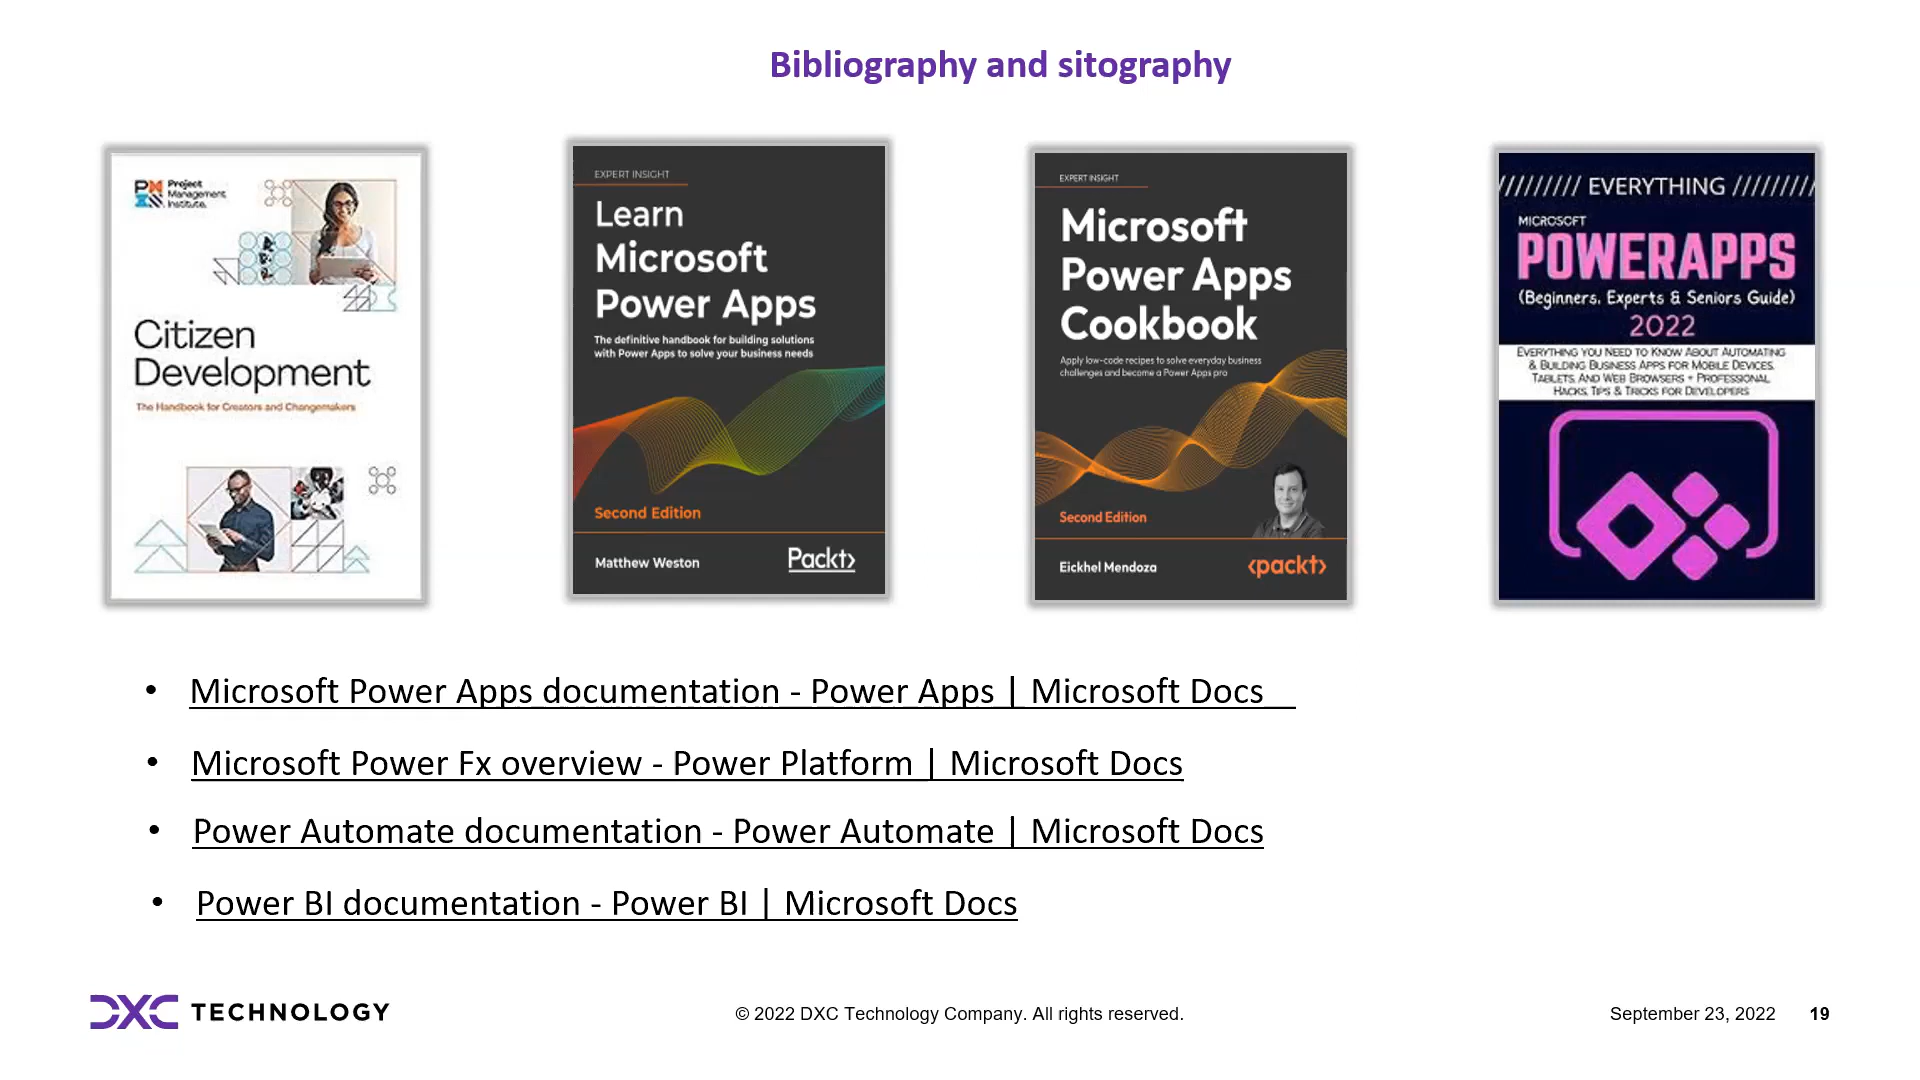 Bibliography and sitography
Project
Management
Institute.
Citizen
Development
The Handbook for Creators and Changemakers
EXPERT INSIGHT
Learn
Microsoft
Power Apps
The definitive handbook for building solutions
with Power Apps to solve your business needs
Second Edition
Matthew Weston
Packt>
EXPERT INSIGHT
Microsoft
Power Apps
Cookbook
Apply low-code recipes to solve everyday business
challenges and become a Power Apps pro
Second Edition
Eickhel Mendoza
<packt>
///////// EVERYTHING /////////
MICROSOFT
POWERAPPS
(Beginners, Experts & Seniors Guide)
2022
EVERYTHING YOU NEED TO KNOW ABOUT AUTOMATING
& BUILDING BUSINESS APPS FOR MOBILE DEVICES,
TABLETS, AND WEB BROWSERS + PROFESSIONAL
HACKS, TIPS & TRICKS FOR DEVELOPERS
• Microsoft Power Apps documentation - Power Apps | Microsoft Docs
• Microsoft Power Fx overview - Power Platform | Microsoft Docs
• Power Automate documentation - Power Automate | Microsoft Docs
• Power BI documentation - Power BI | Microsoft Docs
DXC TECHNOLOGY
© 2022 DXC Technology Company. All rights reserved.
September 23, 2022 19